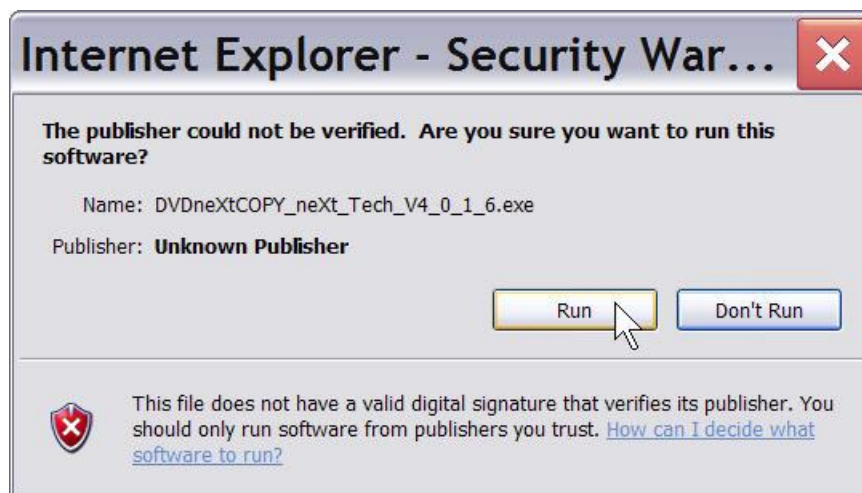 Internet Explorer - Security War...
The publisher could not be verified.  Are you sure you want to run this
software?
Name: DVDneXtCOPY_neXt_Tech_V4_0_1_6.exe
Publisher: Unknown Publisher
Run
Don't Run
This file does not have a valid digital signature that verifies its publisher. You
should only run software from publishers you trust. How can I decide what
software to run?